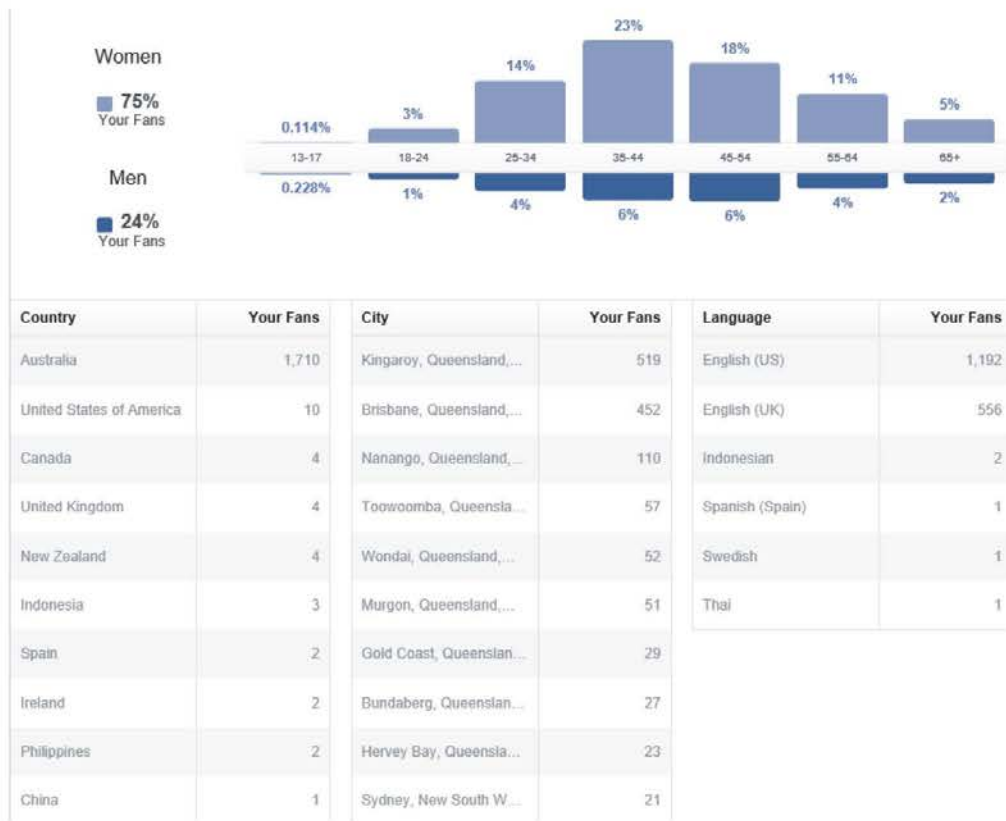 23%
Women
18%
14%
11%
75%
5%
Your Fans
3%
0.114%
13-17 18-24 25-34 35-44 45-54 55-64 65+
Men
0.228% 1% 4% 6% 6% 4% 2%
24%
Your Fans
Country Your Fans City Your Fans Language Your Fans
Australia 1,710 Kingaroy, Queensland,... 519 English (US) 1,192
United States of America 10 Brisbane, Queensland,... 452 English (UK) 556
Canada 4 Nanango, Queensland,... 110 Indonesian 2
United Kingdom 4 Toowoomba, Queensla... 57 Spanish (Spain) 1
New Zealand 4 Wondai, Queensland,... 52 Swedish 1
Indonesia 3 Murgon, Queensland,... 51 Thai 1
Spain 2 Gold Coast, Queenslan... 29
Ireland 2 Bundaberg, Queenslan... 27
Philippines 2 Hervey Bay, Queensla... 23
China 1 Sydney, New South W... 21